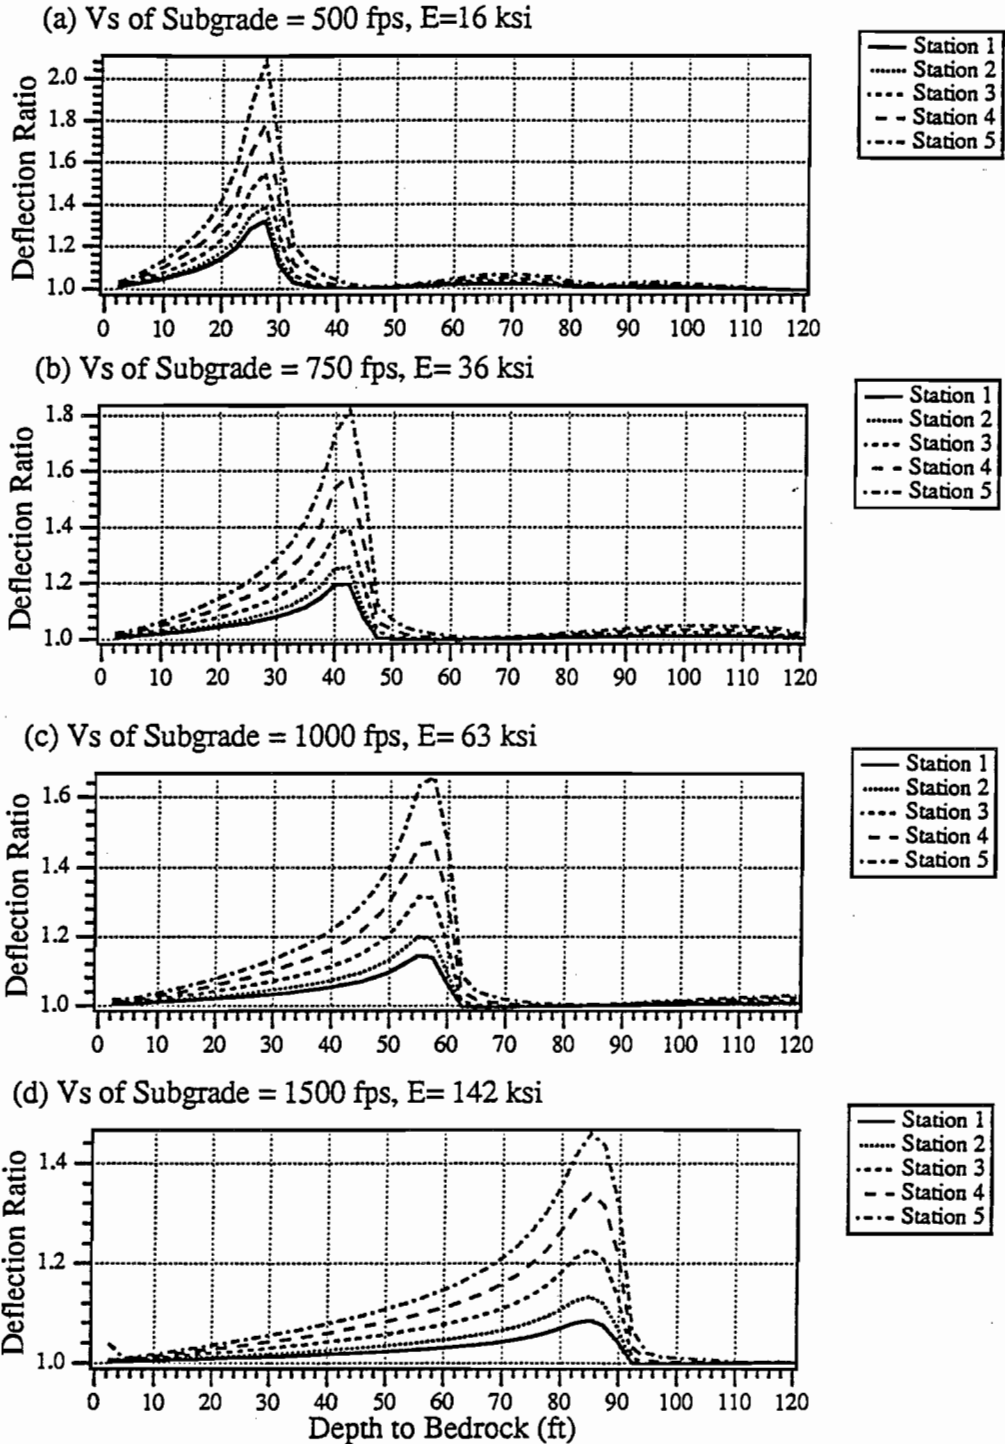 (a) Vs of Subgrade = 500 fps, E=16 ksi
Deflection Ratio
2.0
1.8
1.6
1.4
1.2
1.0
0 10 20 30 40 50 60 70 80 90 100 110 120
Station 1
Station 2
Station 3
Station 4
Station 5
(b) Vs of Subgrade = 750 fps, E= 36 ksi
Deflection Ratio
1.8
1.6
1.4
1.2
1.0
0 10 20 30 40 50 60 70 80 90 100 110 120
Station 1
Station 2
Station 3
Station 4
Station 5
(c) Vs of Subgrade = 1000 fps, E= 63 ksi
Deflection Ratio
1.6
1.4
1.2
1.0
0 10 20 30 40 50 60 70 80 90 100 110 120
Station 1
Station 2
Station 3
Station 4
Station 5
(d) Vs of Subgrade = 1500 fps, E= 142 ksi
Deflection Ratio
1.4
1.2
1.0
0 10 20 30 40 50 60 70 80 90 100 110 120
Depth to Bedrock (ft)
Station 1
Station 2
Station 3
Station 4
Station 5